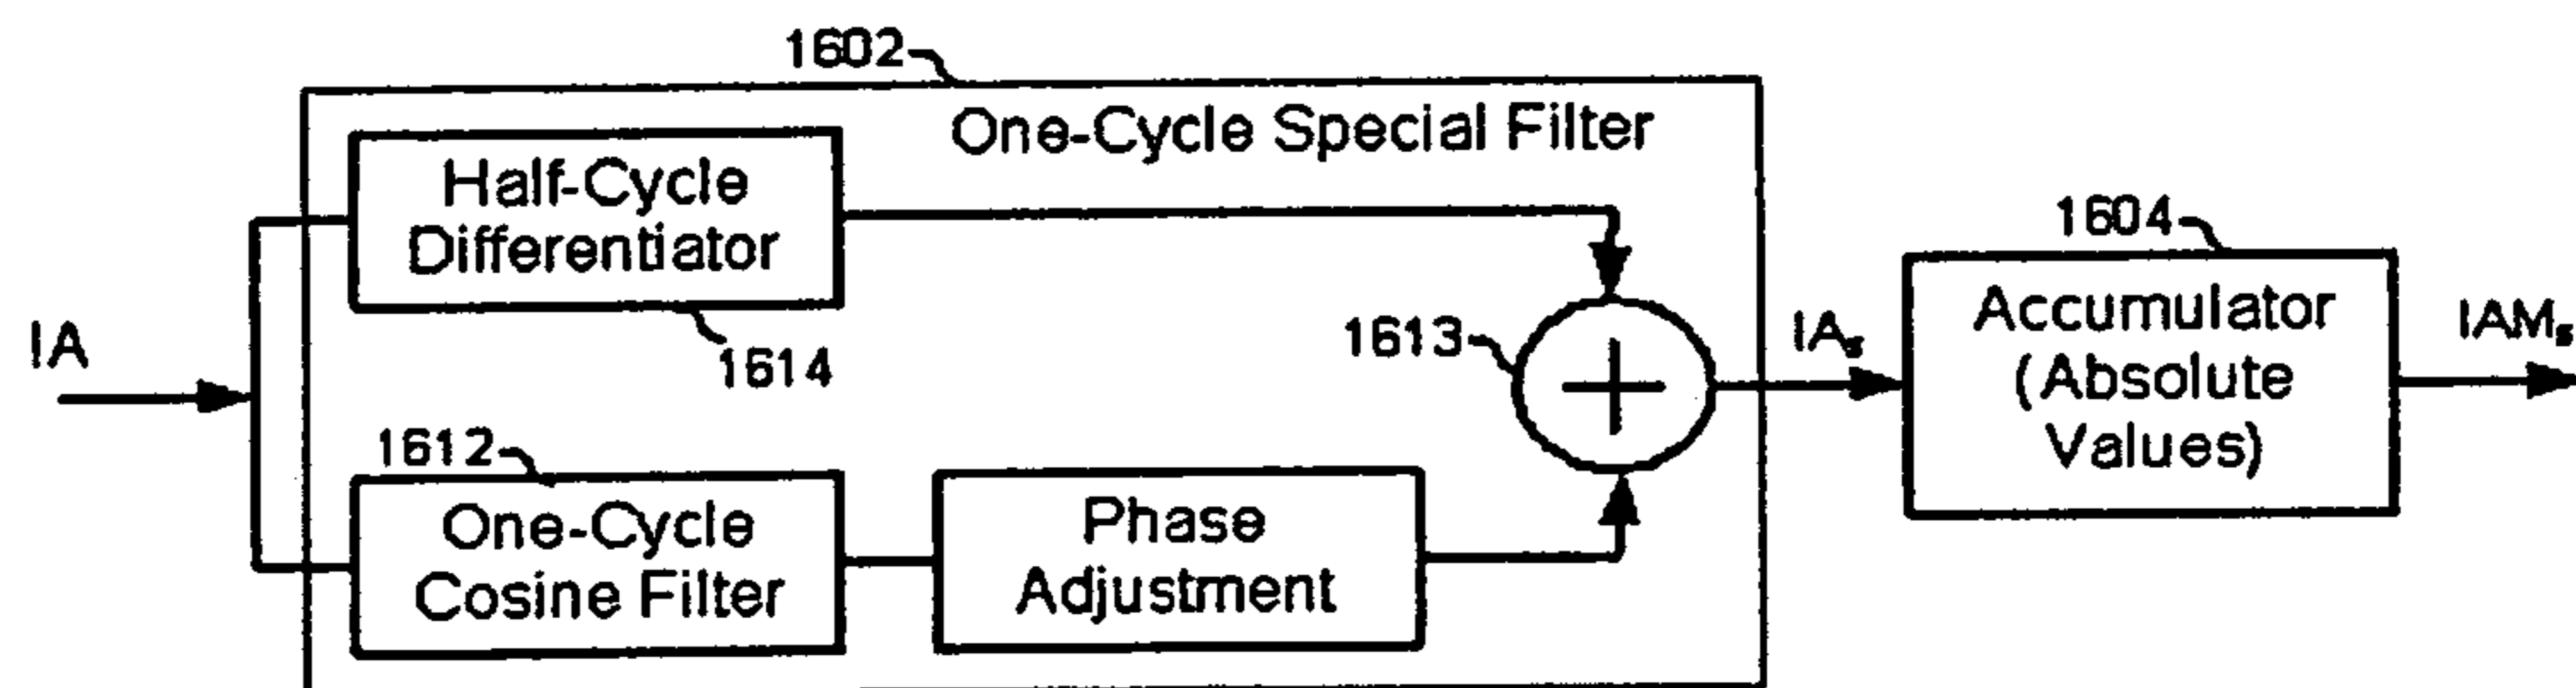 1602
One-Cycle Special Filter
Half-Cycle
Differentiator
1614
1604
Accumulator
(Absolute
Values)
1613
IA
IAs
IAMs
1612
One-Cycle
Cosine Filter
Phase
Adjustment